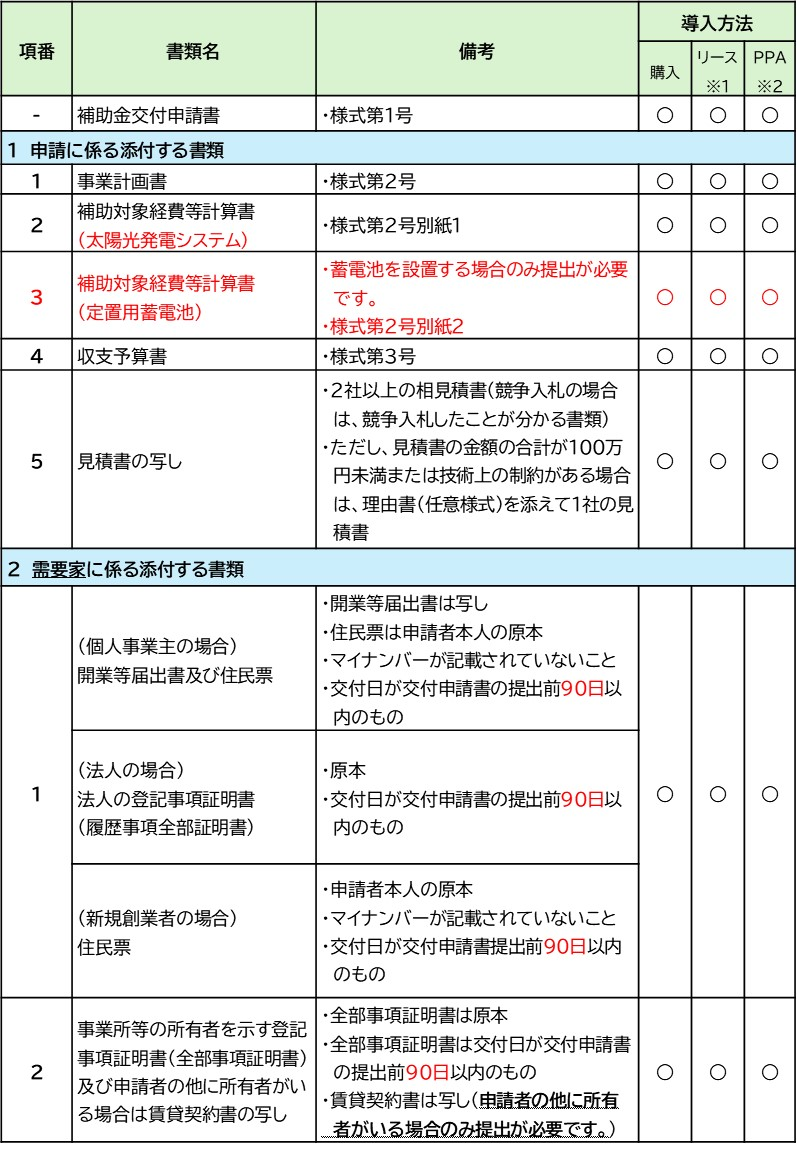 項番
書類名
備考
導入方法
購入
リース
※1
PPA
※2
-
補助金交付申請書
・様式第1号
○
○
○
1 申請に係る添付する書類
1
事業計画書
・様式第2号
○
○
○
2
補助対象経費等計算書
（太陽光発電システム）
・様式第2号別紙1
○
○
○
3
補助対象経費等計算書
（定置用蓄電池）
・蓄電池を設置する場合のみ提出が必要
です。
・様式第2号別紙2
○
○
○
4
収支予算書
・様式第3号
○
○
○
5
見積書の写し
・2社以上の相見積書（競争入札の場合
は、競争入札したことが分かる書類）
・ただし、見積書の金額の合計が100万
円未満または技術上の制約がある場合
は、理由書（任意様式）を添えて1社の見
積書
○
○
○
2 需要家に係る添付する書類
1
（個人事業主の場合）
開業等届出書及び住民票
・開業等届出書は写し
・住民票は申請者本人の原本
・マイナンバーが記載されていないこと
・交付日が交付申請書の提出前90日以
内のもの
（法人の場合）
法人の登記事項証明書
（履歴事項全部証明書）
・原本
・交付日が交付申請書の提出前90日以
内のもの
（新規創業者の場合）
住民票
・申請者本人の原本
・マイナンバーが記載されていないこと
・交付日が交付申請書提出前90日以内
のもの
○
○
○
2
事業所等の所有者を示す登記
事項証明書（全部事項証明書）
及び申請者の他に所有者がい
る場合は賃貸契約書の写し
・全部事項証明書は原本
・全部事項証明書は交付日が交付申請書
の提出前90日以内のもの
・賃貸契約書は写し（申請者の他に所有
者がいる場合のみ提出が必要です。）
○
○
○